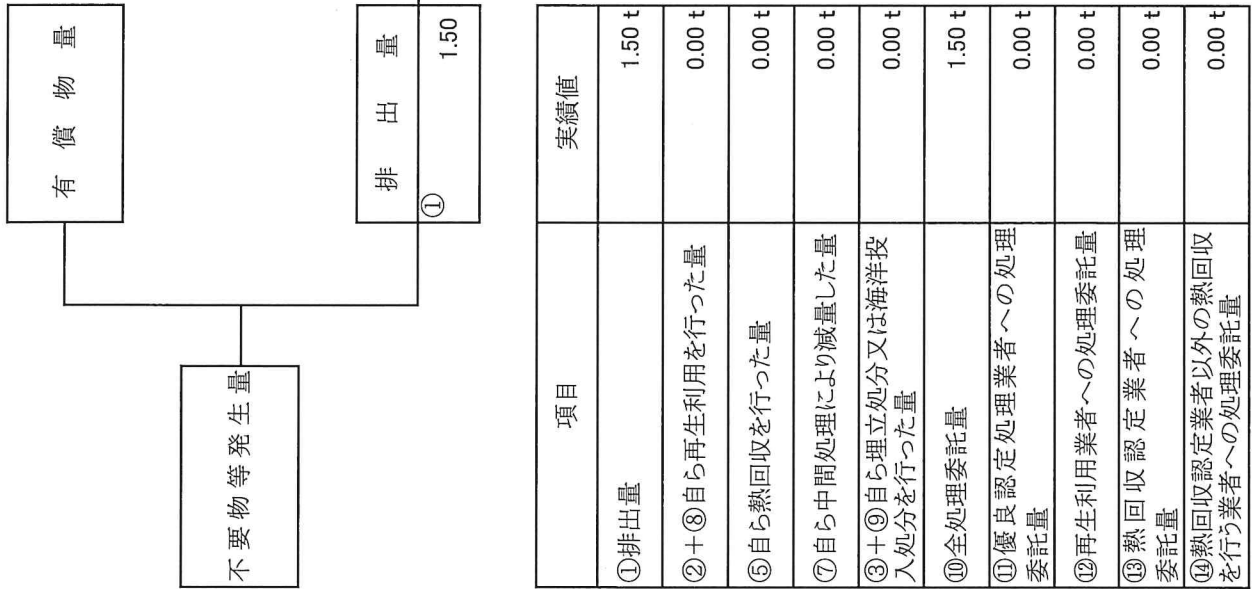 有償物量
不要物等発生量
排出量
①
1.50
項目 実績値
①排出量 1.50 t
②+⑧自ら再生利用を行った量 0.00 t
⑤自ら熱回収を行った量 0.00 t
⑦自ら中間処理により減量した量 0.00 t
③+⑨自ら埋立処分又は海洋投
入処分を行った量 0.00 t
⑩全処理委託量 1.50 t
⑪優良認定処理業者への処理
委託量 0.00 t
⑫再生利用業者への処理委託量 0.00 t
⑬熱回収認定業者への処理
委託量 0.00 t
⑭熱回収認定業者以外の熱回収
を行う業者への処理委託量 0.00 t